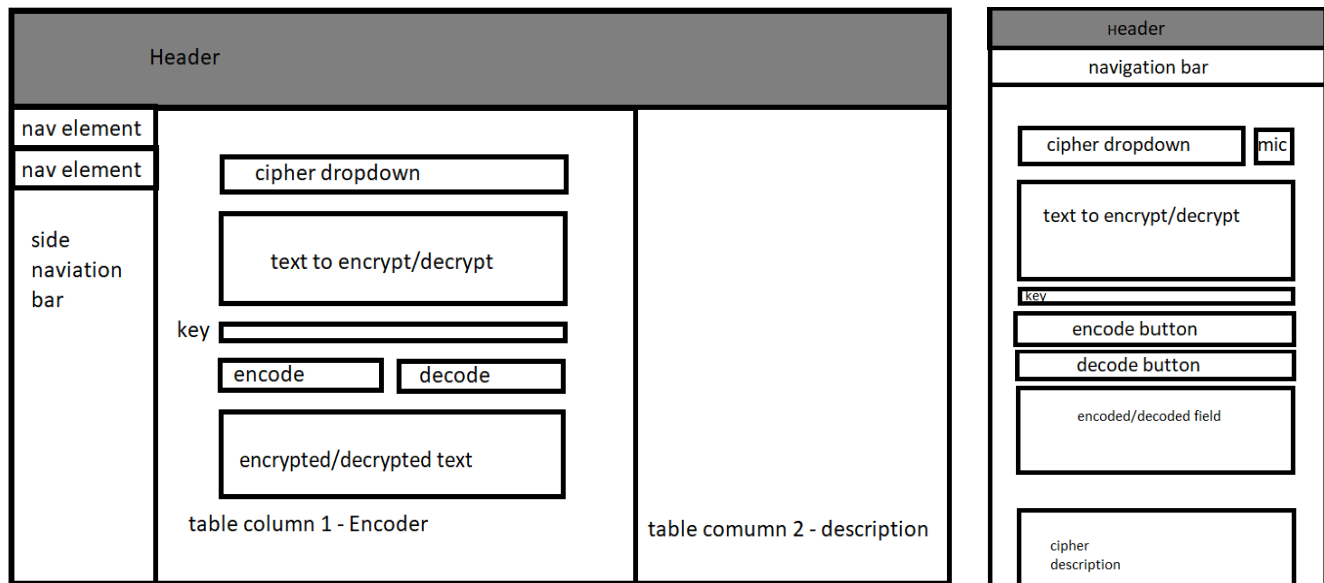 Header
nav element
nav element
side
naviation
bar
cipher dropdown
text to encrypt/decrypt
key
encode
decode
encrypted/decrypted text
table column 1 - Encoder
table comumn 2 - description
Header
navigation bar
cipher dropdown
mic
text to encrypt/decrypt
key
encode button
decode button
encoded/decoded field
cipher
description